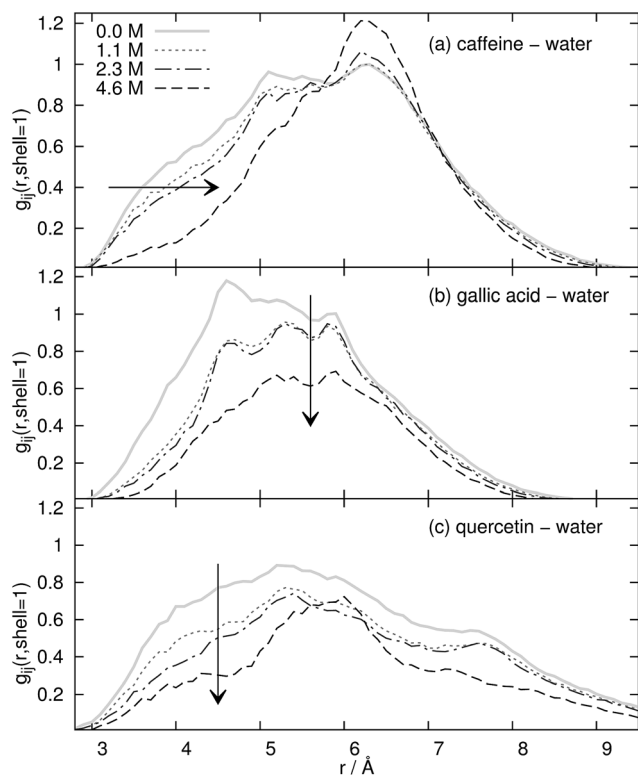 1.2
1
0.8
0.6
0.4
0.2
g_ij(r,shell=1)
0.0 M
1.1 M
2.3 M
4.6 M
(a) caffeine – water
1.2
1
0.8
0.6
0.4
0.2
g_ij(r,shell=1)
(b) gallic acid – water
1.2
1
0.8
0.6
0.4
0.2
g_ij(r,shell=1)
(c) quercetin – water
3 4 5 6 7 8 9
r / Å